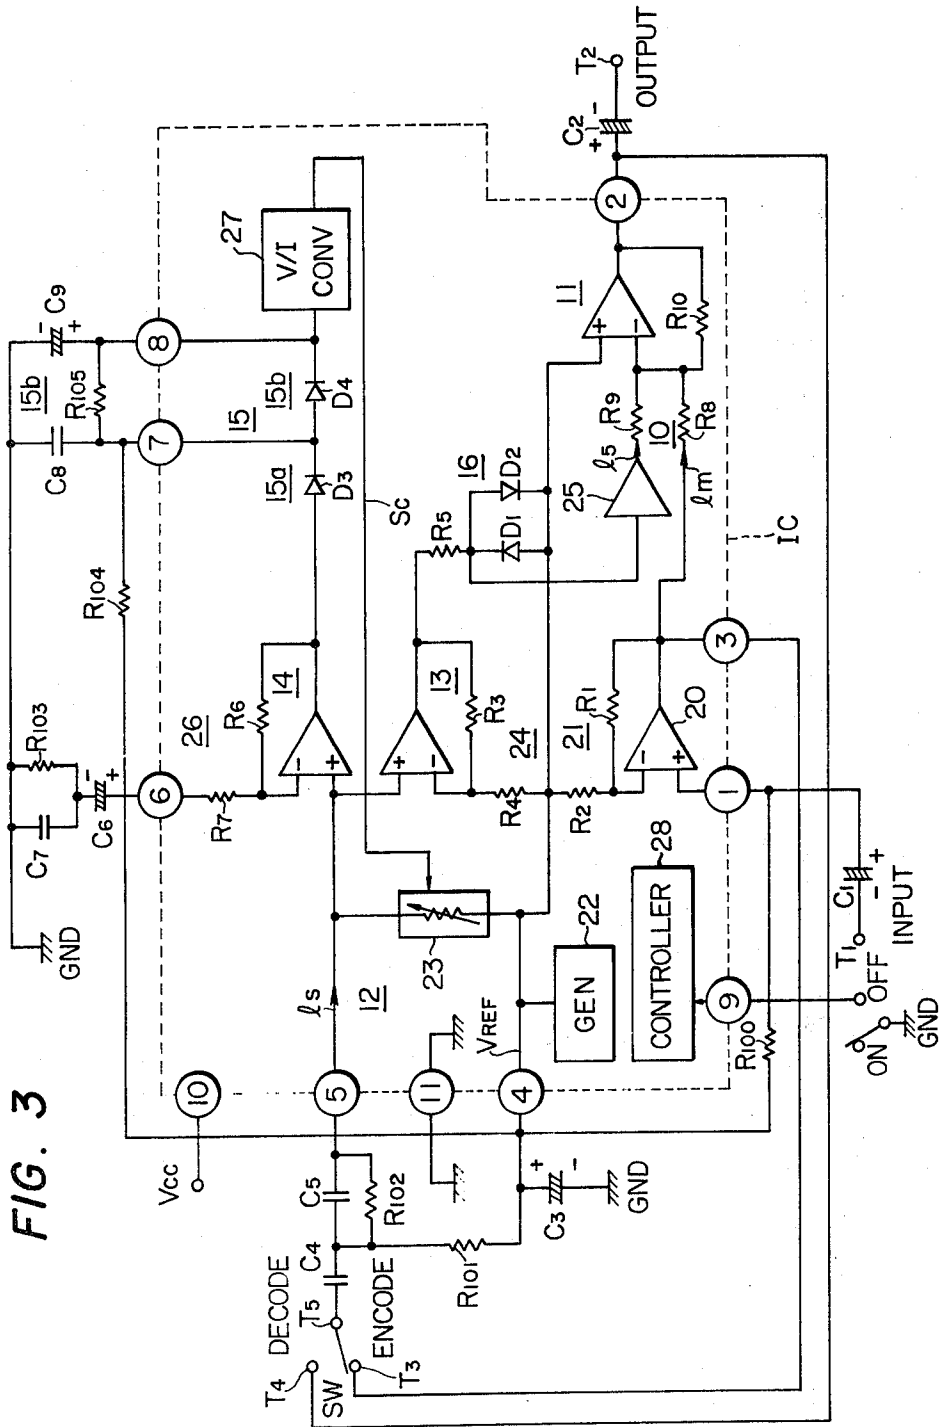 FIG. 3
Vcc
10
GND
C7
R103
C6
- +
6
R104
C8
15b
R105
C9
- +
7
8
26
R7
R6
14
- +
15
15a
D3
15b
D4
27
V/I
CONV
Sc
DECODE
T4
SW
T5
C4
ENCODE
T3
C5
R102
R101
5
ℓs
12
23
11
VREF
4
C3
+ -
GND
GEN
22
CONTROLLER
28
9
+ -
13
R3
24
R4
R2
21
R1
- +
20
1
3
R5
16
D1
D2
25
ℓ5
R9
10
R8
ℓm
11
+ -
R10
2
C2
+ -
T2
OUTPUT
IC
R100
ON
OFF
GND
T1
INPUT
C1
- +